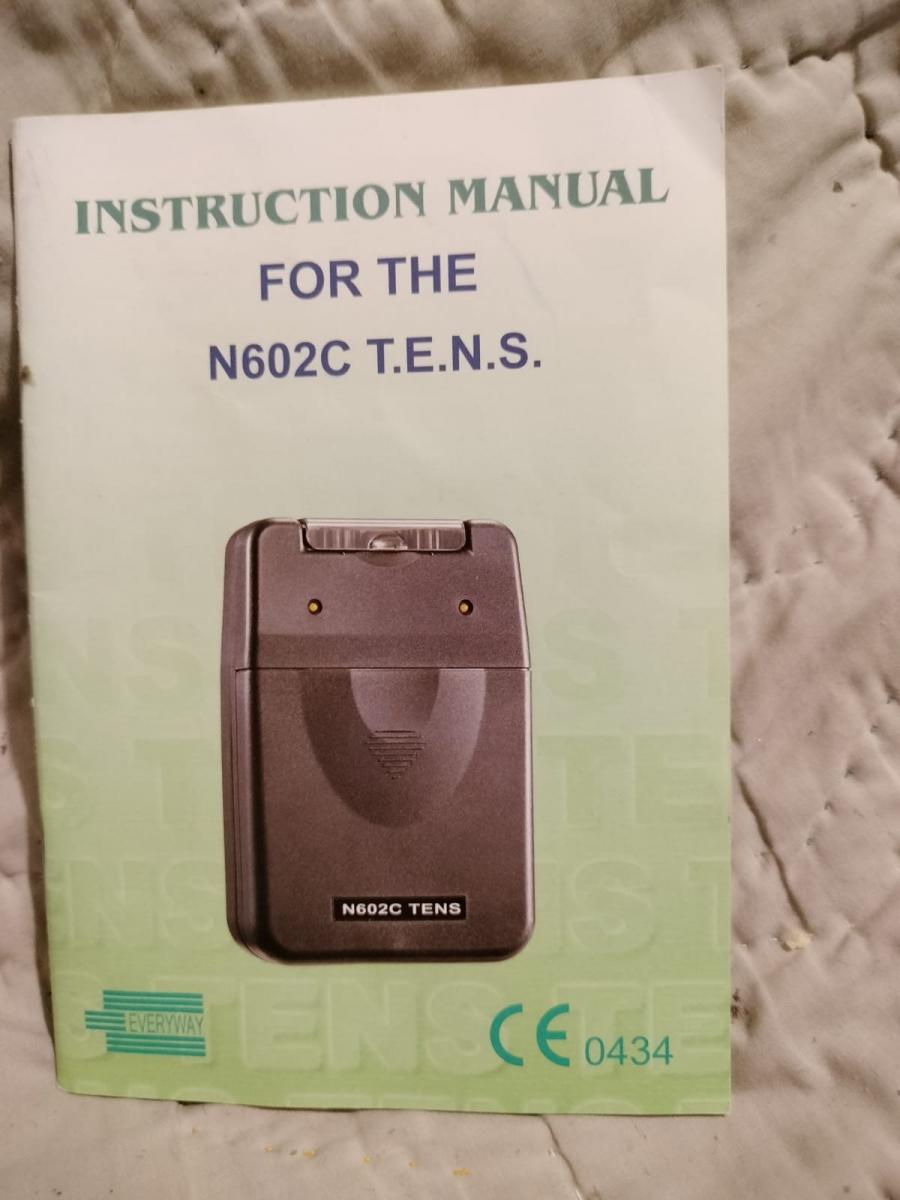 INSTRUCTION MANUAL
FOR THE
N602C T.E.N.S.
N602C TENS
EVERYWAY
CE 0434